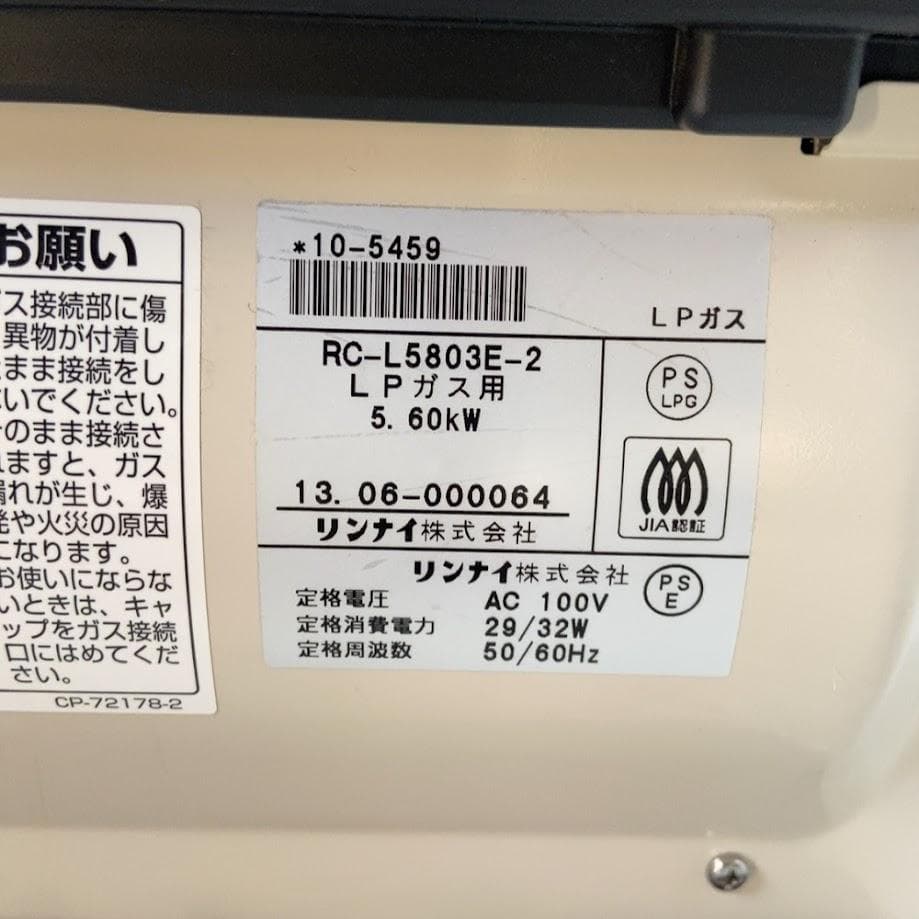 お願い
ス接続部に傷
異物が付着し
まま接続をし
いでください。
のまま接続さ
ますと、ガス
漏れが生じ、爆
発や火災の原因
になります。
お使いにならな
いときは、キャ
ップをガス接続
口にはめてくだ
さい。
CP-72178-2
*10-5459
LPガス
RC-L5803E-2
LPガス用
5.60kW
13.06-000064
リンナイ株式会社
PS
LPG
JIA認証
リンナイ株式会社
定格電圧 AC 100V
定格消費電力 29/32W
定格周波数 50/60Hz
PS
E